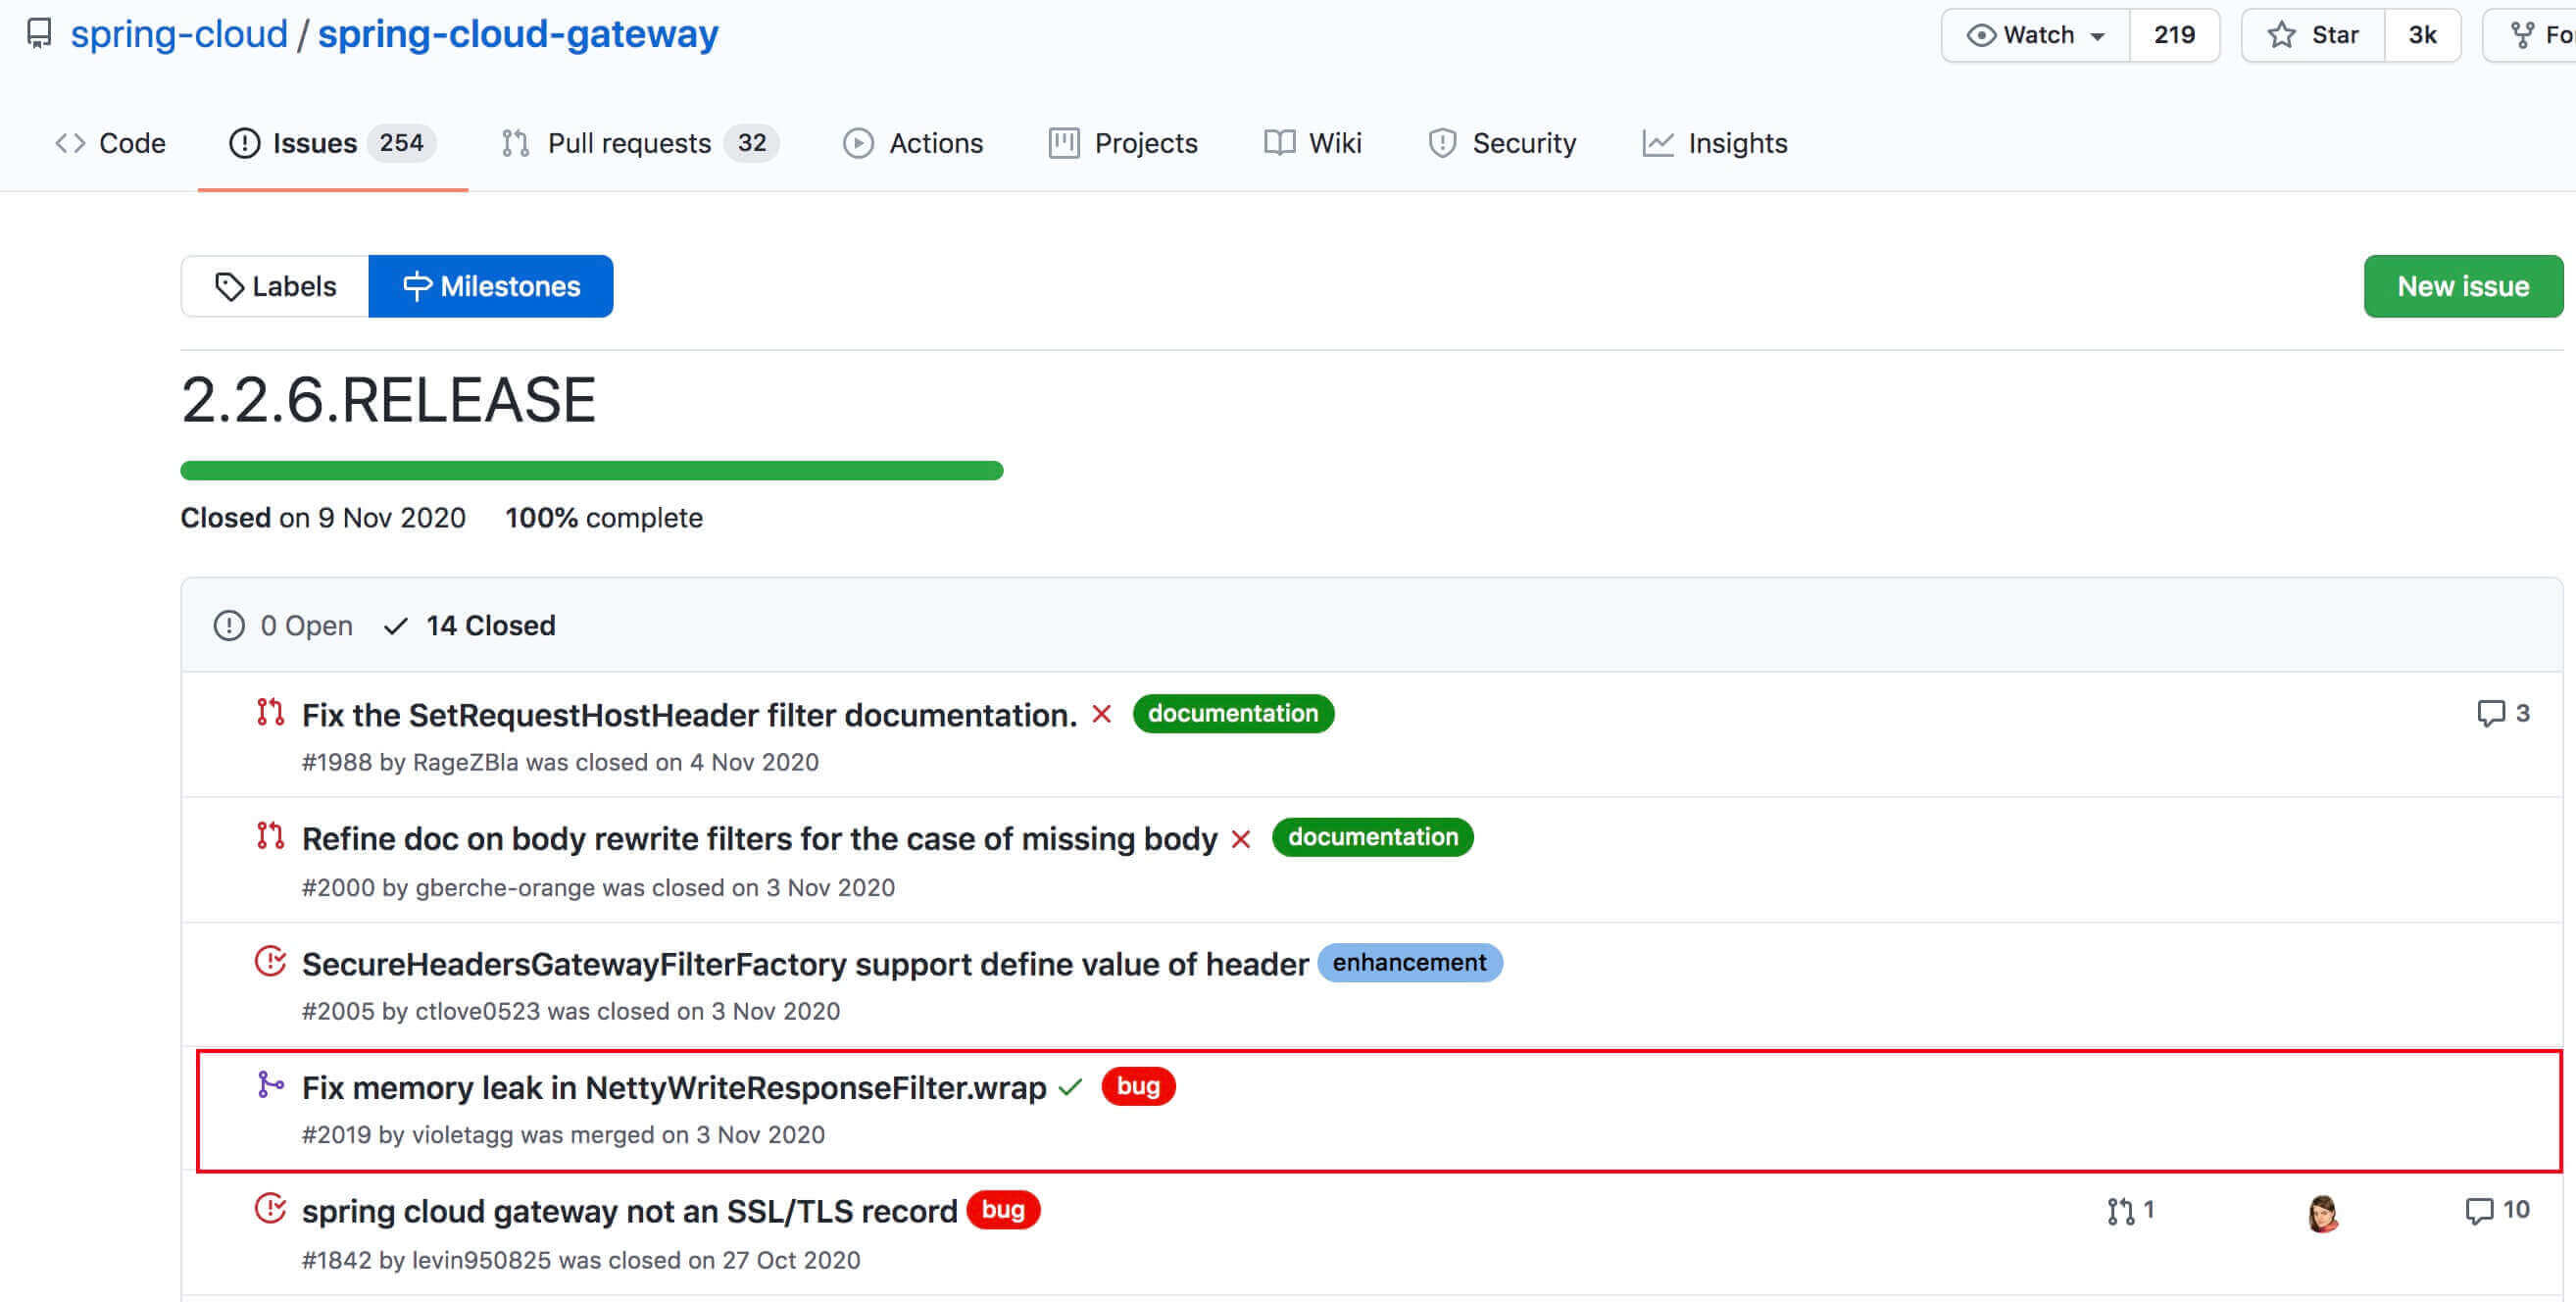 spring-cloud / spring-cloud-gateway
Watch 219 Star 3k Fo
Code Issues 254 Pull requests 32 Actions Projects Wiki Security Insights
Labels Milestones New issue
2.2.6.RELEASE
Closed on 9 Nov 2020 100% complete
0 Open 14 Closed
Fix the SetRequestHostHeader filter documentation. documentation 3
#1988 by RageZBla was closed on 4 Nov 2020
Refine doc on body rewrite filters for the case of missing body documentation
#2000 by gberche-orange was closed on 3 Nov 2020
SecureHeadersGatewayFilterFactory support define value of header enhancement
#2005 by ctlove0523 was closed on 3 Nov 2020
Fix memory leak in NettyWriteResponseFilter.wrap bug
#2019 by violetagg was merged on 3 Nov 2020
spring cloud gateway not an SSL/TLS record bug 1 10
#1842 by levin950825 was closed on 27 Oct 2020